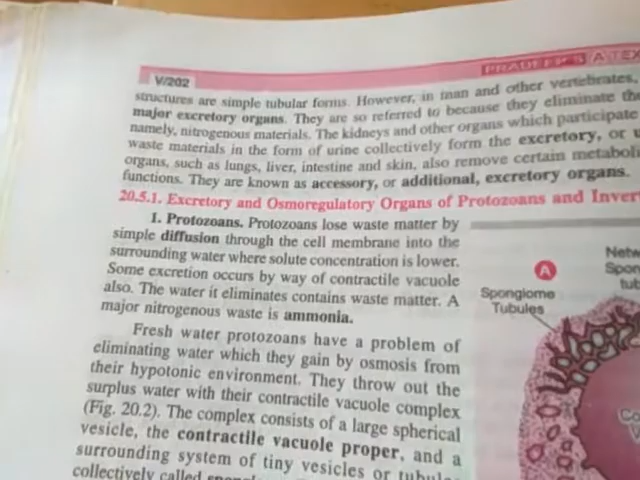 PRADEEP'S A TEX
V/202
structures are simple tubular forms. However, in man and other vertebrates,
major excretory organs. They are so referred to because they eliminate the
namely, nitrogenous materials. The kidneys and other organs which participate
waste materials in the form of urine collectively form the excretory, or u
organs, such as lungs, liver, intestine and skin, also remove certain metaboli
functions. They are known as accessory, or additional, excretory organs.
20.5.1. Excretory and Osmoregulatory Organs of Protozoans and Inver
1. Protozoans. Protozoans lose waste matter by
simple diffusion through the cell membrane into the
surrounding water where solute concentration is lower.
Some excretion occurs by way of contractile vacuole
also. The water it eliminates contains waste matter. A
major nitrogenous waste is ammonia.
Fresh water protozoans have a problem of
eliminating water which they gain by osmosis from
their hypotonic environment. They throw out the
surplus water with their contractile vacuole complex
(Fig. 20.2). The complex consists of a large spherical
vesicle, the contractile vacuole proper, and a
surrounding system of tiny vesicles or tubules
collectively called
A
Spongiome
Tubules
Netw
Spon
tub